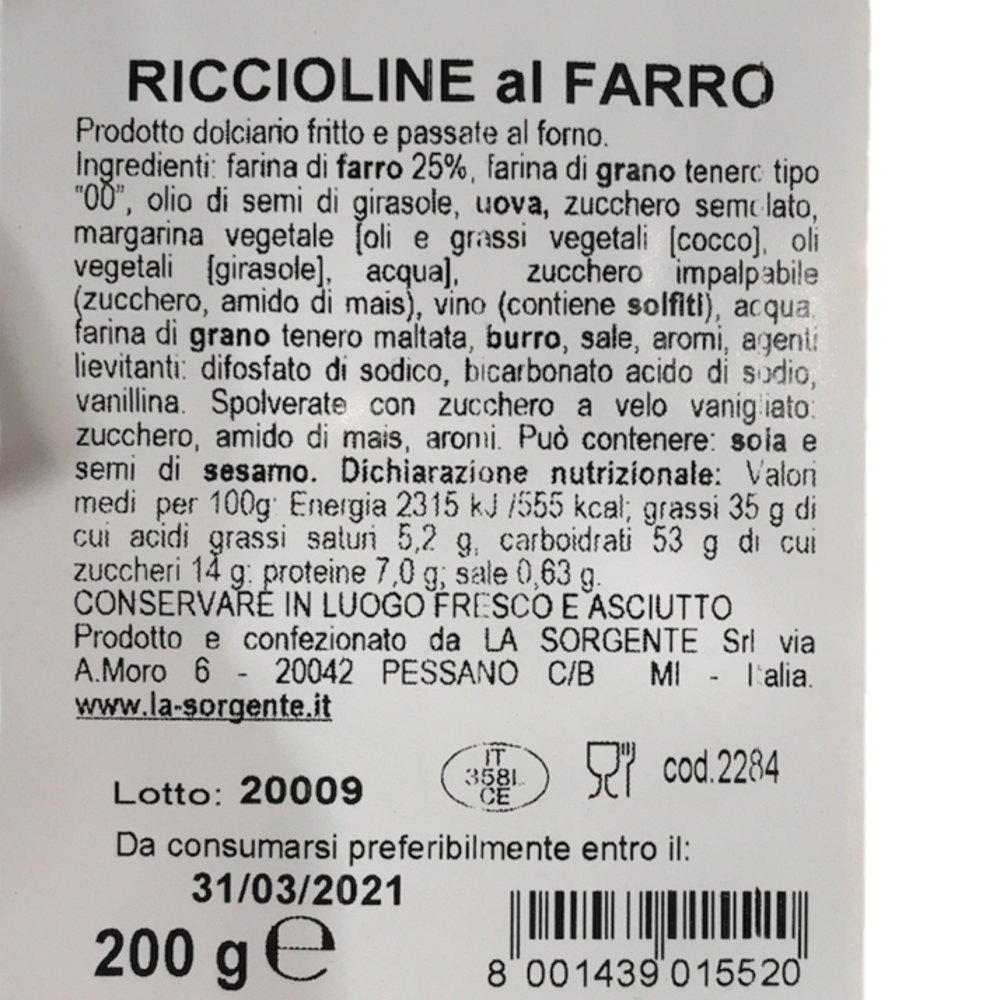 RICCIOLINE al FARRO
Prodotto dolciario fritto e passate al forno.
Ingredienti: farina di farro 25%, farina di grano tenero tipo
"00", olio di semi di girasole, uova, zucchero semolato,
margarina vegetale [oli e grassi vegetali [cocco], oli
vegetali [girasole], acqua], zucchero impalpabile
(zucchero, amido di mais), vino (contiene solfiti), acqua,
farina di grano tenero maltata, burro, sale, aromi, agenti
lievitanti: difosfato di sodico, bicarbonato acido di sodio,
vanillina. Spolverate con zucchero a velo vanigliato:
zucchero, amido di mais, aromi. Può contenere: soia e
semi di sesamo. Dichiarazione nutrizionale: Valori
medi per 100g: Energia 2315 kJ /555 kcal; grassi 35 g di
cui acidi grassi saturi 5,2 g, carboidrati 53 g di cui
zuccheri 14 g; proteine 7,0 g; sale 0,63 g.
CONSERVARE IN LUOGO FRESCO E ASCIUTTO
Prodotto e confezionato da LA SORGENTE Srl via
A.Moro 6 - 20042 PESSANO C/B MI - Italia.
www.la-sorgente.it
IT
358IL
CE
cod.2284
Lotto: 20009
Da consumarsi preferibilmente entro il:
31/03/2021
200 g e
8 001439 015520